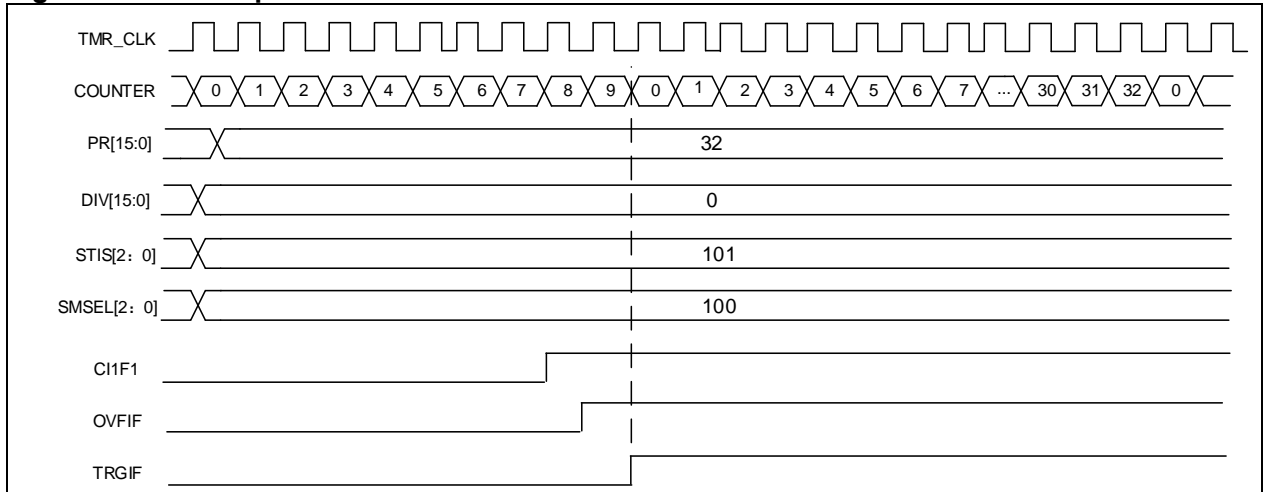 TMR_CLK
COUNTER 0 1 2 3 4 5 6 7 8 9 0 1 2 3 4 5 6 7 ... 30 31 32 0
PR[15:0] 32
DIV[15:0] 0
STIS[2：0] 101
SMSEL[2：0] 100
CI1F1
OVFIF
TRGIF